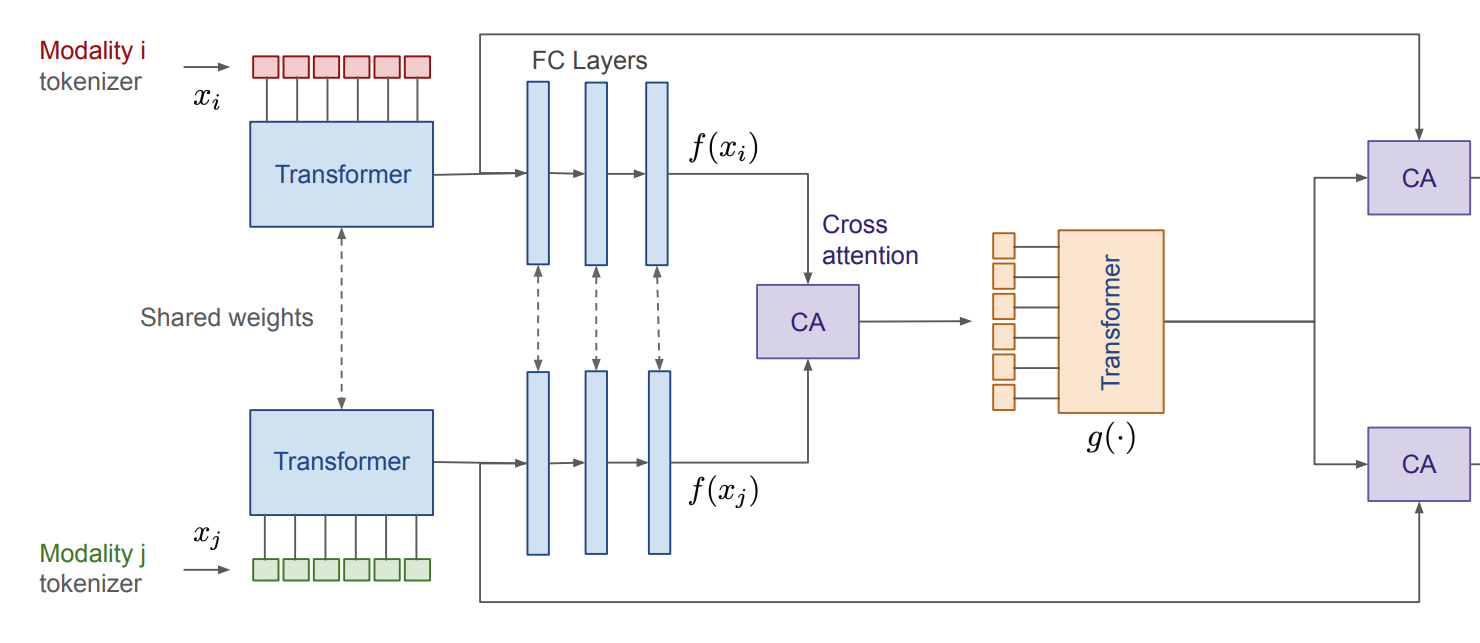 Modality i
tokenizer
x_i
Transformer
FC Layers
f(x_i)
Cross
attention
CA
Shared weights
Transformer
Modality j
tokenizer
x_j
f(x_j)
CA
Transformer
g(·)
CA